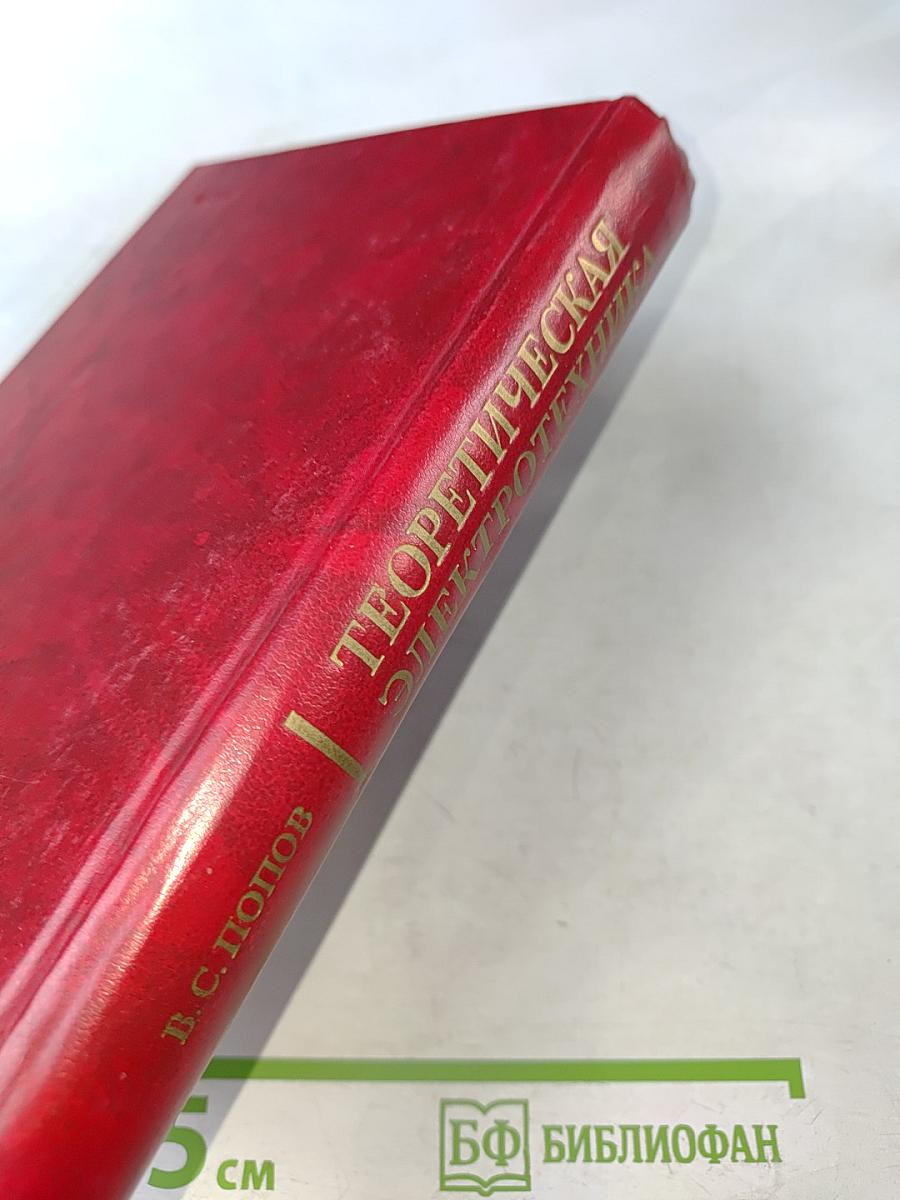 В. С. ПОПОВ
ТЕОРЕТИЧЕСКАЯ
ЭЛЕКТРОТЕХНИКА
5 см
БФ БИБЛИОФАН